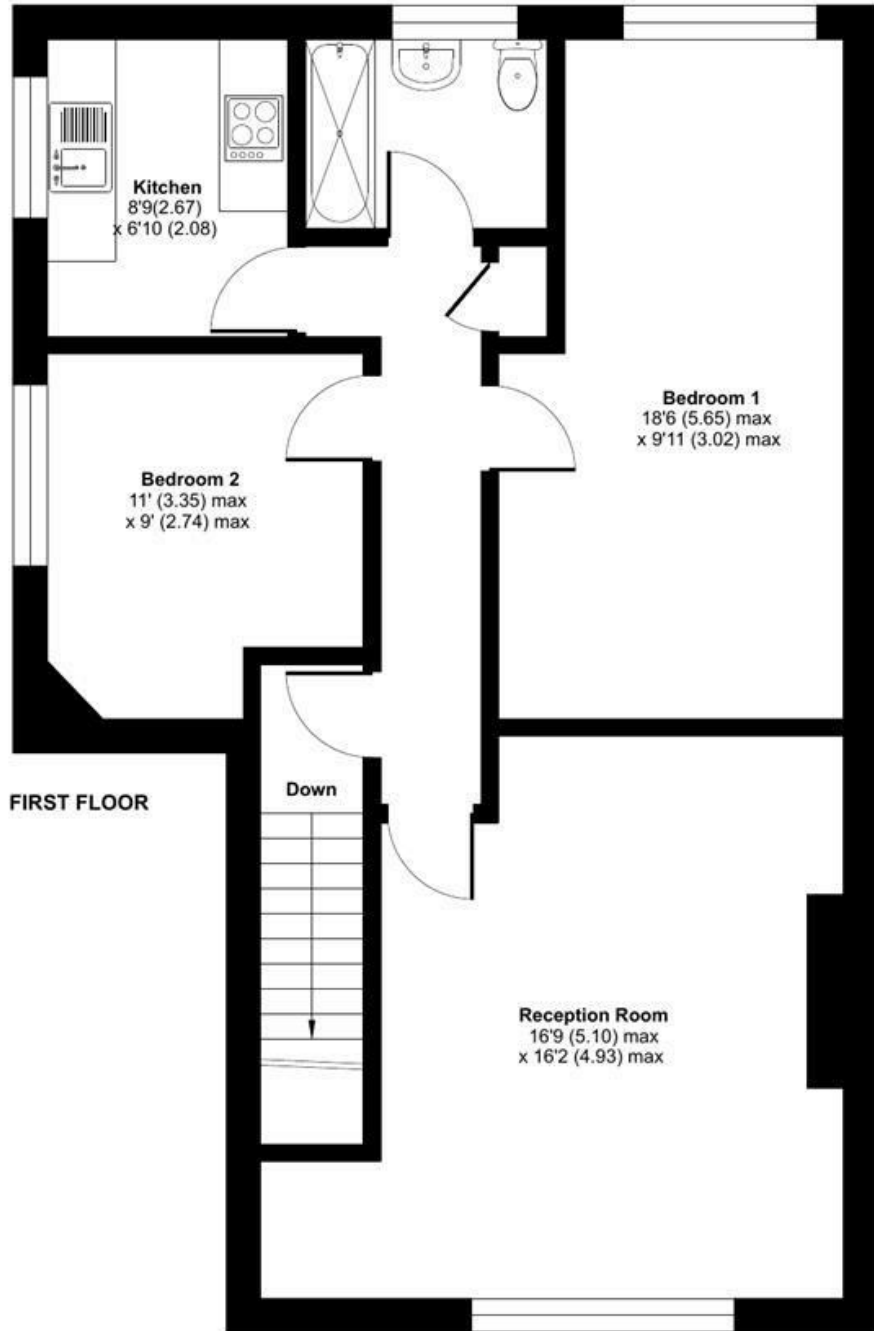 Kitchen
8'9(2.67)
x 6'10 (2.08)
Bedroom 1
18'6 (5.65) max
x 9'11 (3.02) max
Bedroom 2
11' (3.35) max
x 9' (2.74) max
Down
FIRST FLOOR
Reception Room
16'9 (5.10) max
x 16'2 (4.93) max